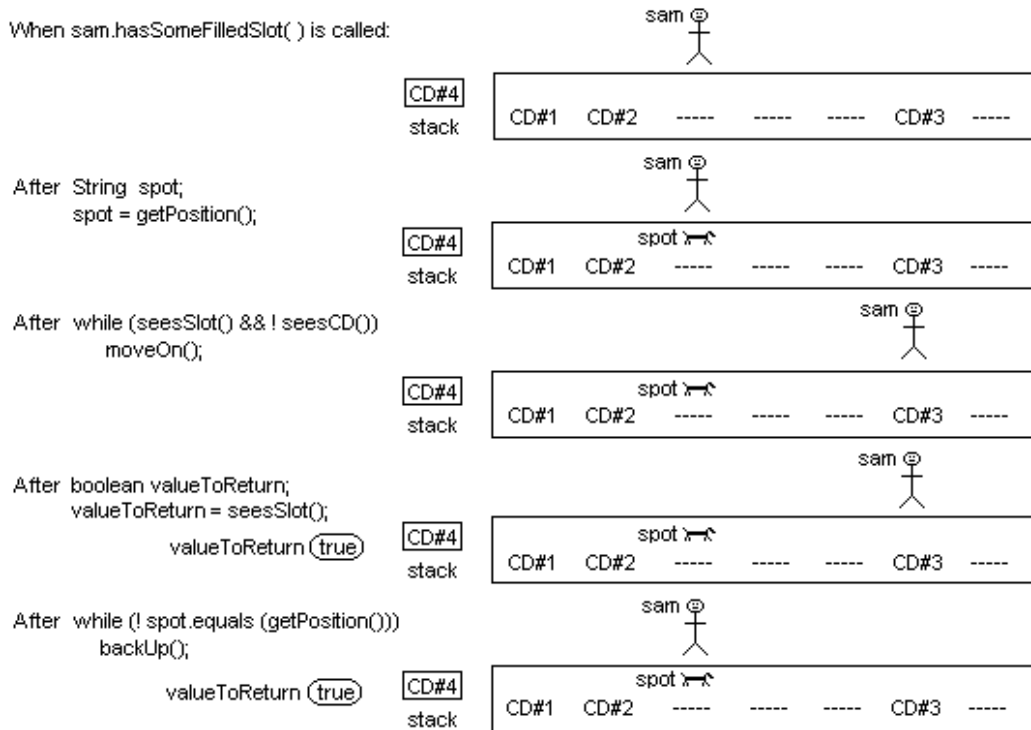 When sam.hasSomeFilledSlot( ) is called:
sam
CD#4
stack
CD#1 CD#2 ----- ----- ----- CD#3 -----
After String spot;
spot = getPosition();
sam
CD#4
stack
spot
CD#1 CD#2 ----- ----- ----- CD#3 -----
After while (seesSlot() && ! seesCD())
moveOn();
sam
CD#4
stack
spot
CD#1 CD#2 ----- ----- ----- CD#3 -----
After boolean valueToReturn;
valueToReturn = seesSlot();
valueToReturn true
sam
CD#4
stack
spot
CD#1 CD#2 ----- ----- ----- CD#3 -----
After while (! spot.equals (getPosition()))
backUp();
valueToReturn true
sam
CD#4
stack
spot
CD#1 CD#2 ----- ----- ----- CD#3 -----